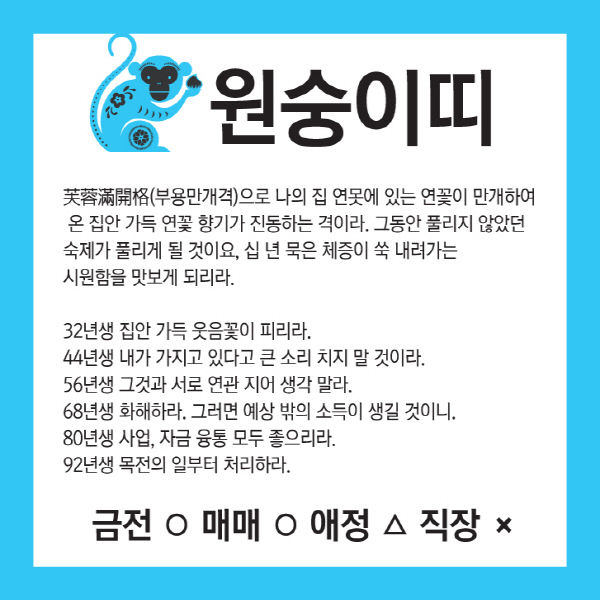 원숭이띠
芙蓉滿開格(부용만개격)으로 나의 집 연못에 있는 연꽃이 만개하여
온 집안 가득 연꽃 향기가 진동하는 격이라. 그동안 풀리지 않았던
숙제가 풀리게 될 것이요, 십 년 묵은 체증이 쑥 내려가는
시원함을 맛보게 되리라.
32년생 집안 가득 웃음꽃이 피리라.
44년생 내가 가지고 있다고 큰 소리 치지 말 것이라.
56년생 그것과 서로 연관 지어 생각 말라.
68년생 화해하라. 그러면 예상 밖의 소득이 생길 것이니.
80년생 사업, 자금 융통 모두 좋으리라.
92년생 목전의 일부터 처리하라.
금전 ○ 매매 ○ 애정 △ 직장 ×